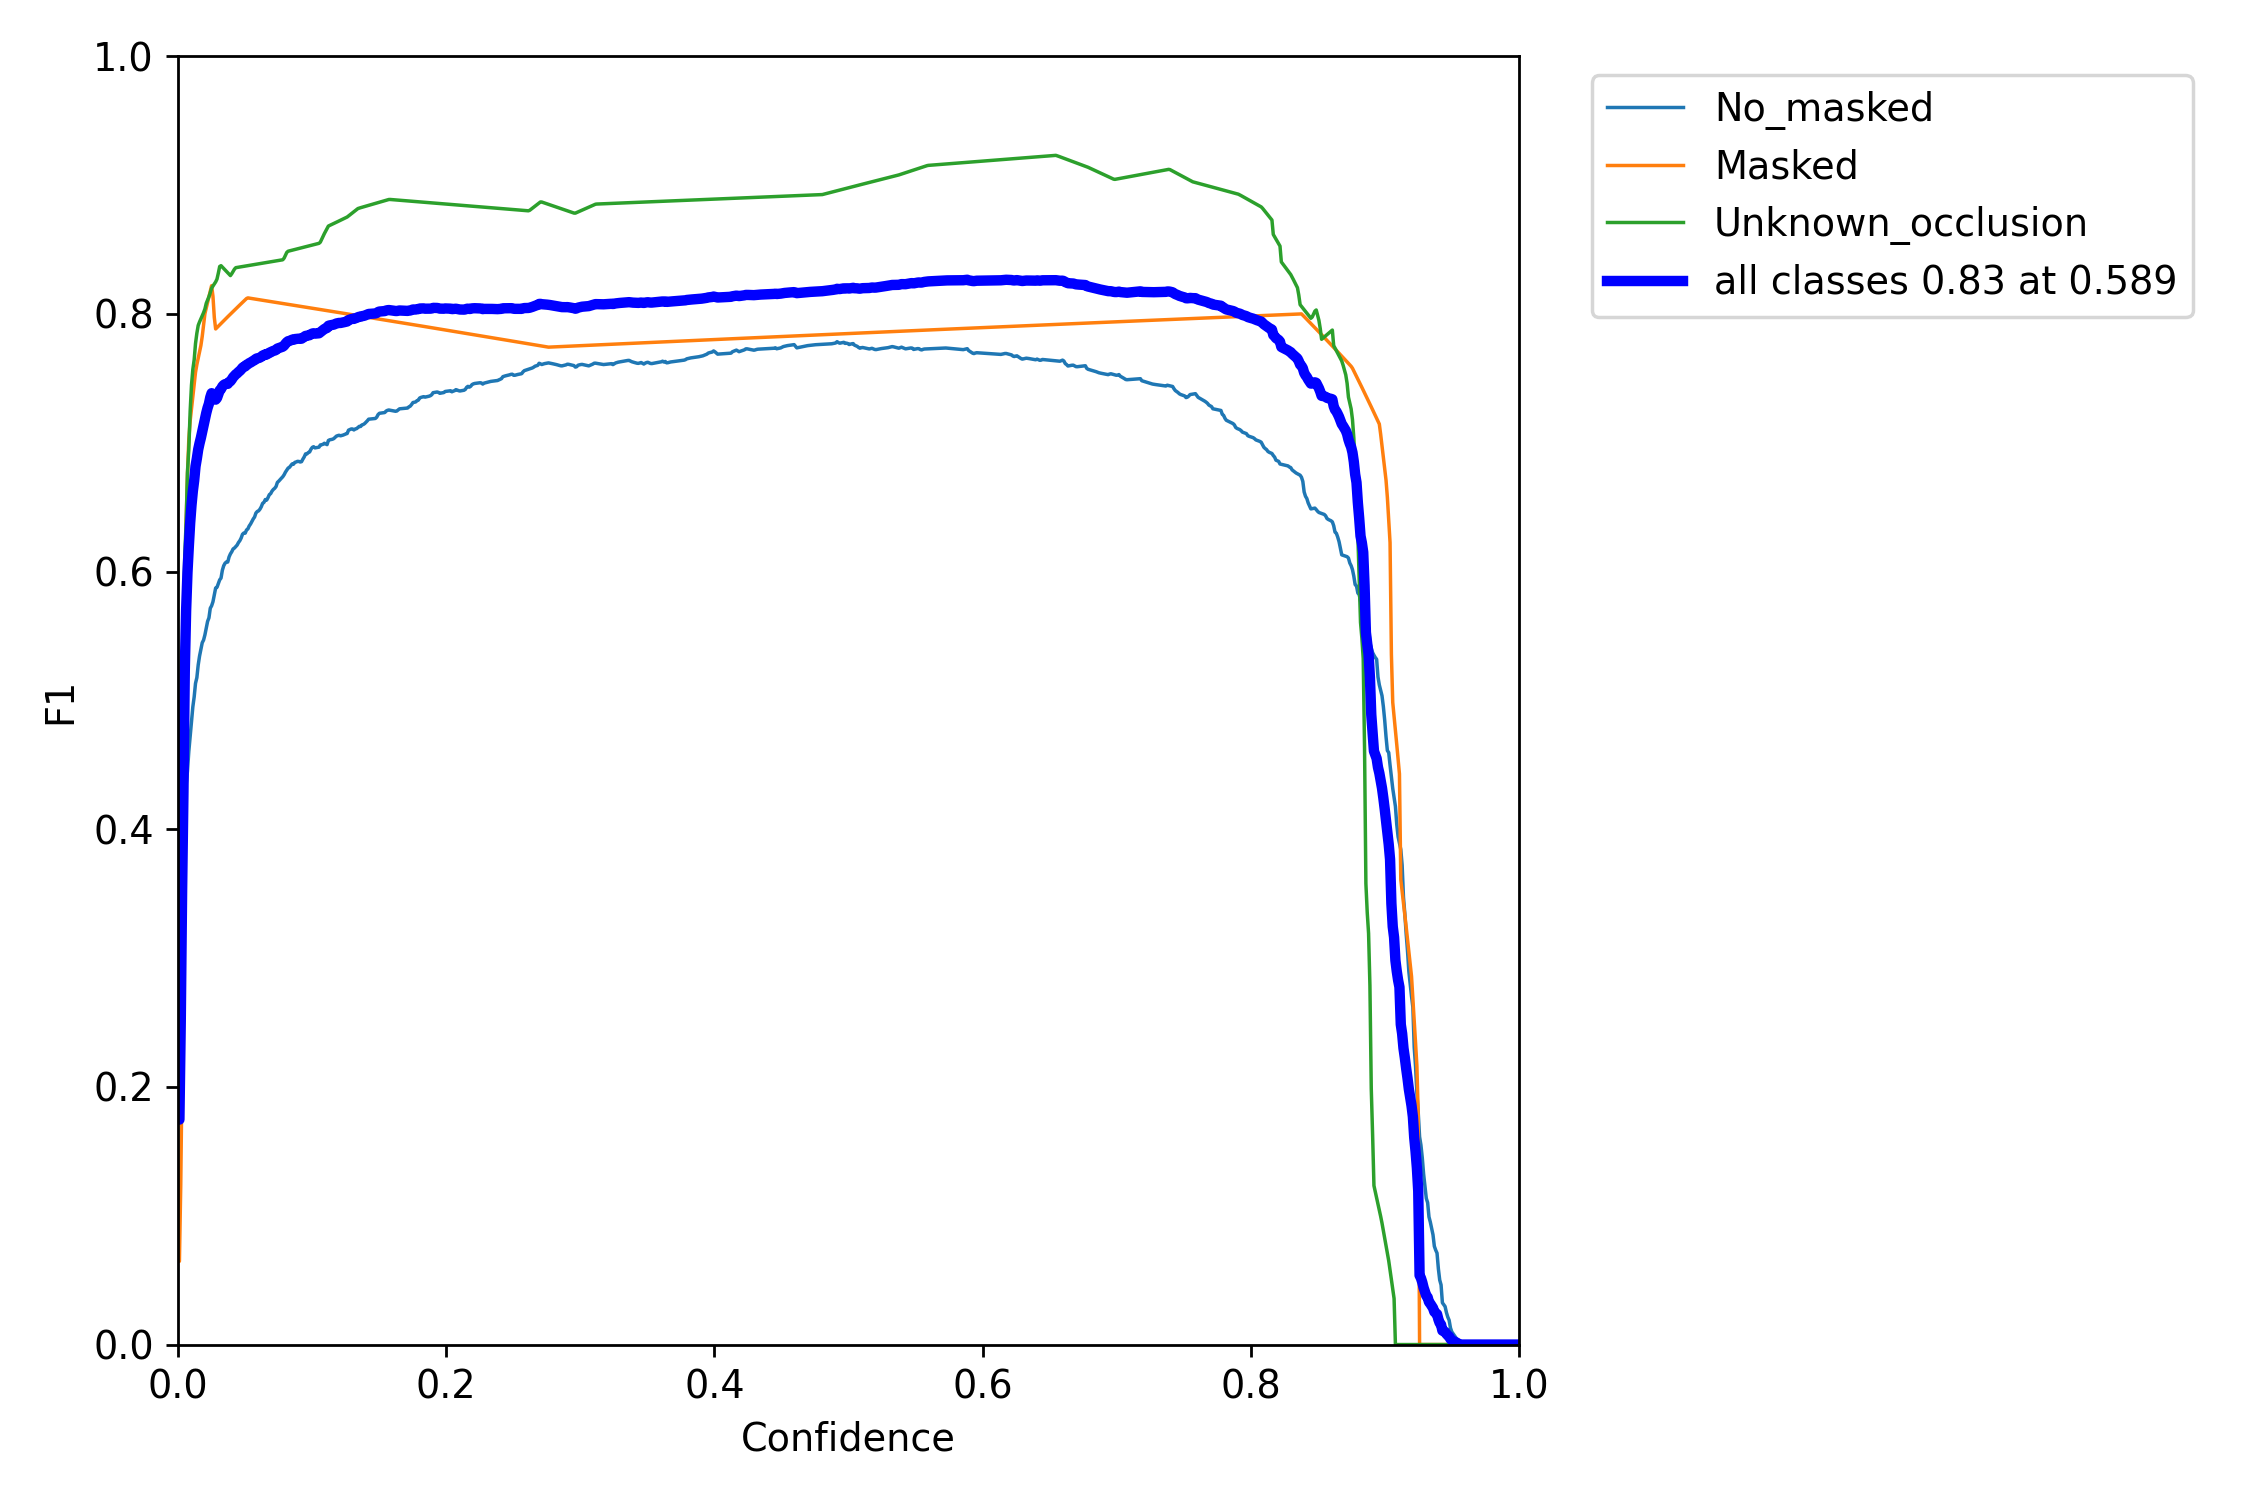 1.0
0.8
0.6
0.4
0.2
0.0
F1
0.0 0.2 0.4 0.6 0.8 1.0
Confidence
No_masked
Masked
Unknown_occlusion
all classes 0.83 at 0.589